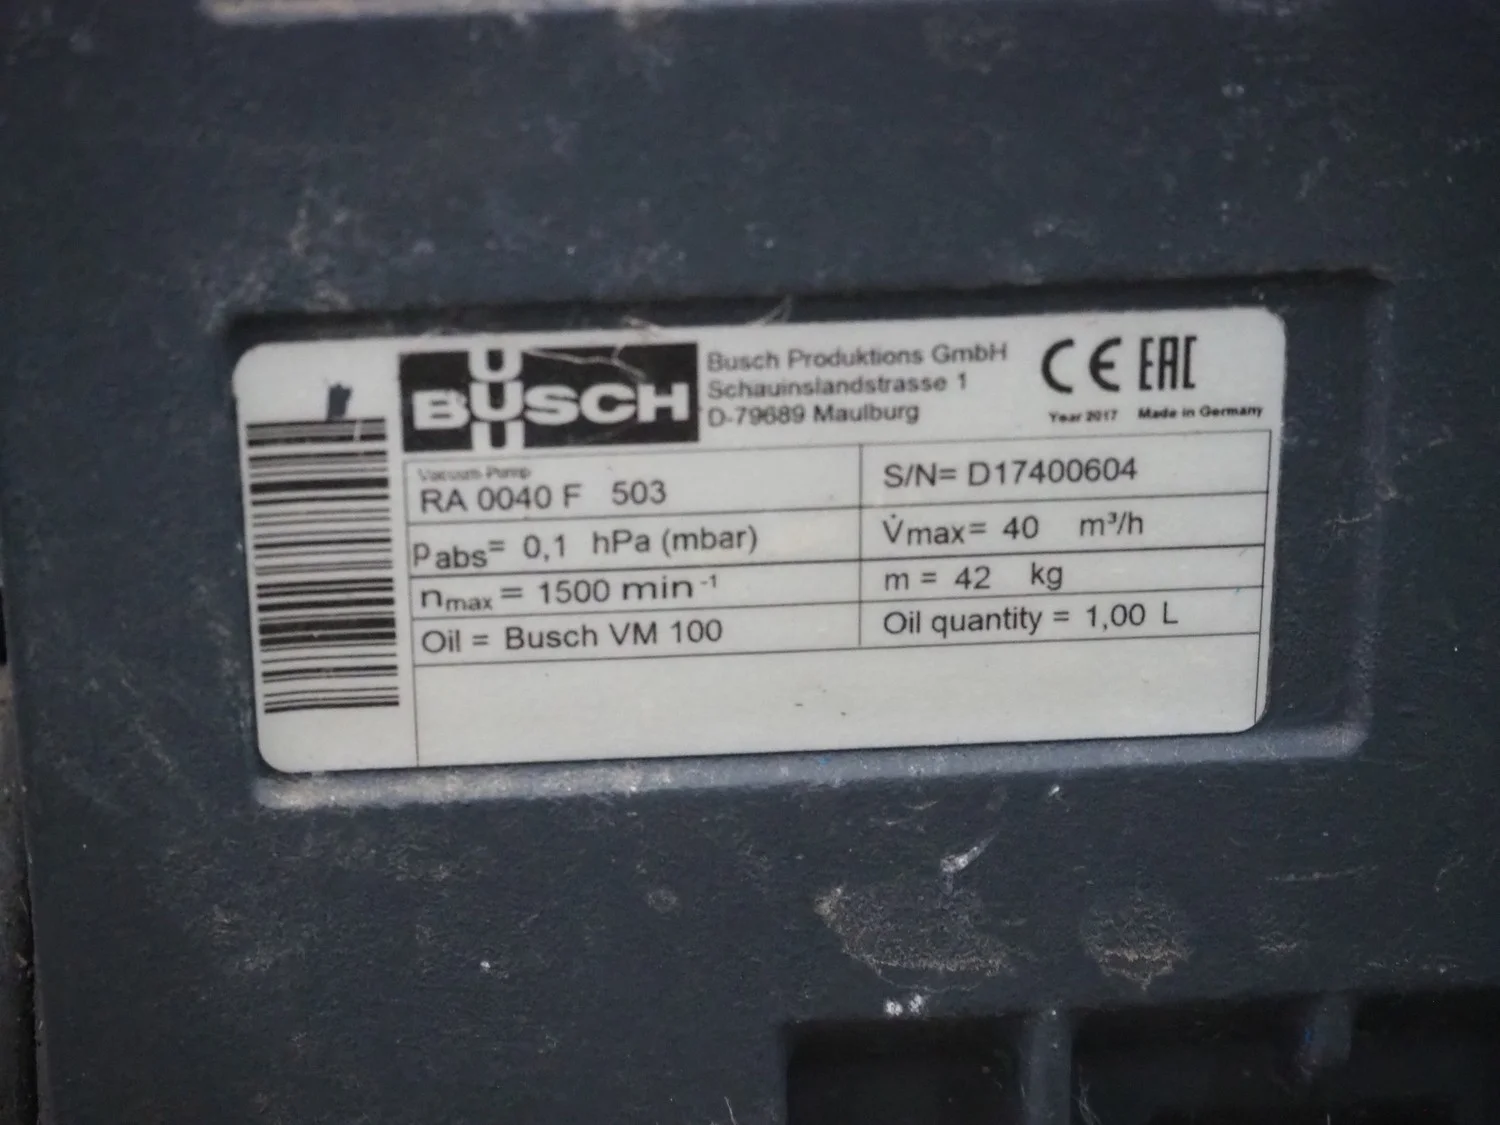 BUSCH
Busch Produktions GmbH
Schauinslandstrasse 1
D-79689 Maulburg
CE EAC
Year 2017 Made in Germany
Vacuum Pump
RA 0040 F 503
S/N= D17400604
Pabs= 0,1 hPa (mbar)
V̇max= 40 m³/h
nmax = 1500 min⁻¹
m = 42 kg
Oil = Busch VM 100
Oil quantity = 1,00 L